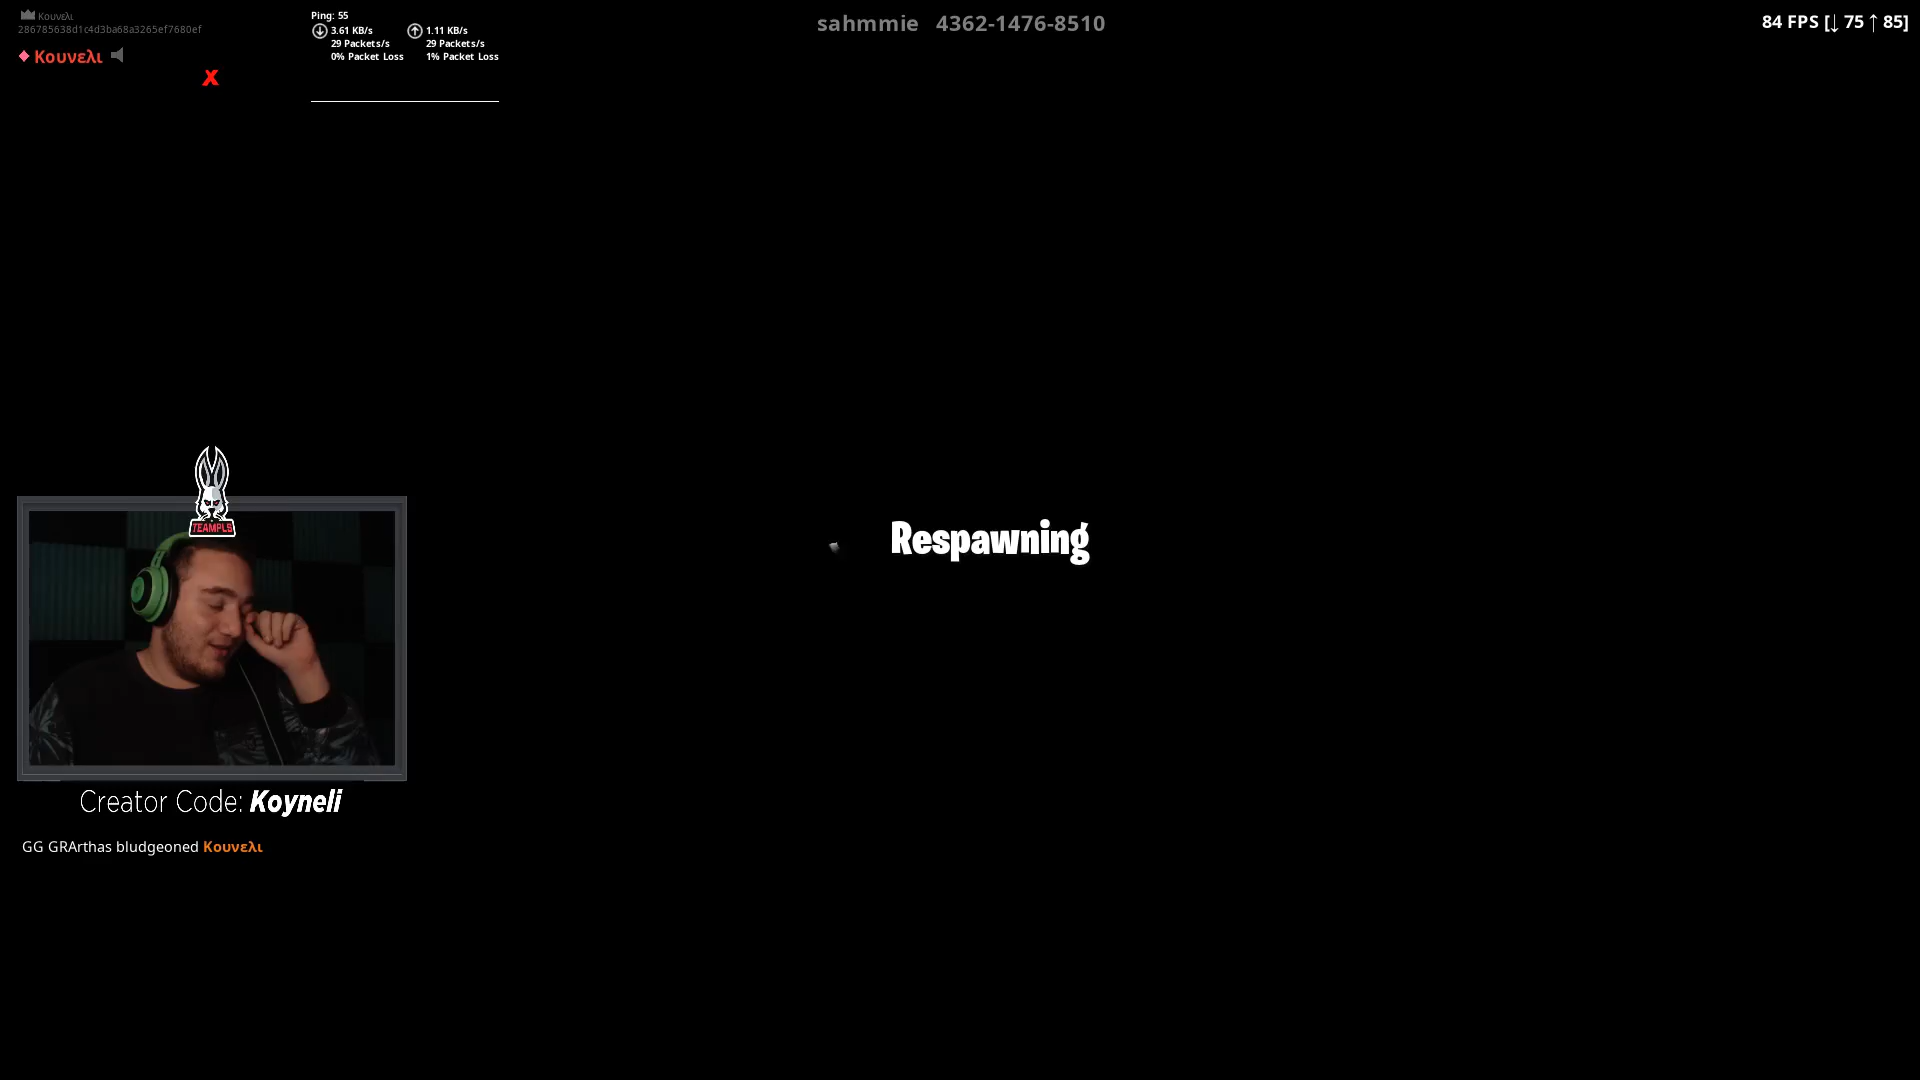 Κουνελι
286785638d1c4d3ba68a3265ef7680ef
Κουνελι
X
Ping: 55
3.61 KB/s
29 Packets/s
0% Packet Loss
1.11 KB/s
29 Packets/s
1% Packet Loss
sahmmie 4362-1476-8510
84 FPS [↓ 75 ↑ 85]
TEAMPLS
Respawning
Creator Code: Koyneli
GG GRArthas bludgeoned Κουνελι